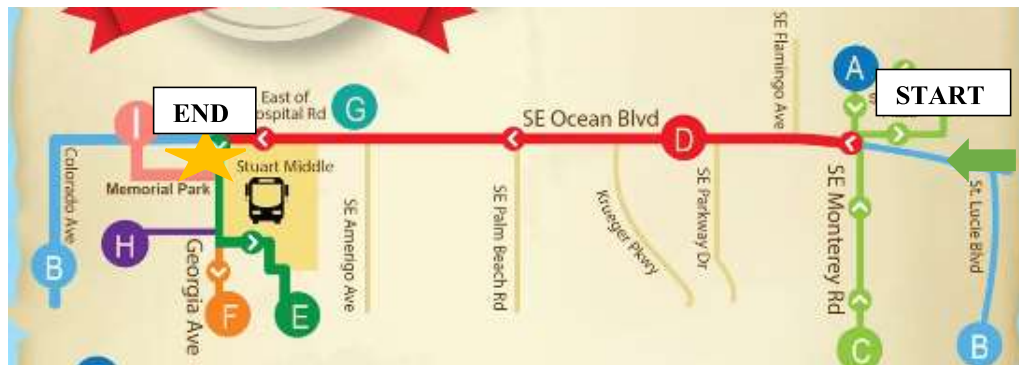 SE Flamingo Ave
A
START
END
East of
ospital Rd
G
I
SE Ocean Blvd
D
Stuart Middle
Memorial Park
Colorado Ave
B
H
Georgia Ave
F
E
SE Amerigo Ave
SE Palm Beach Rd
Krueger Pkwy
SE Parkway Dr
SE Monterey Rd
C
St. Lucie Blvd
B